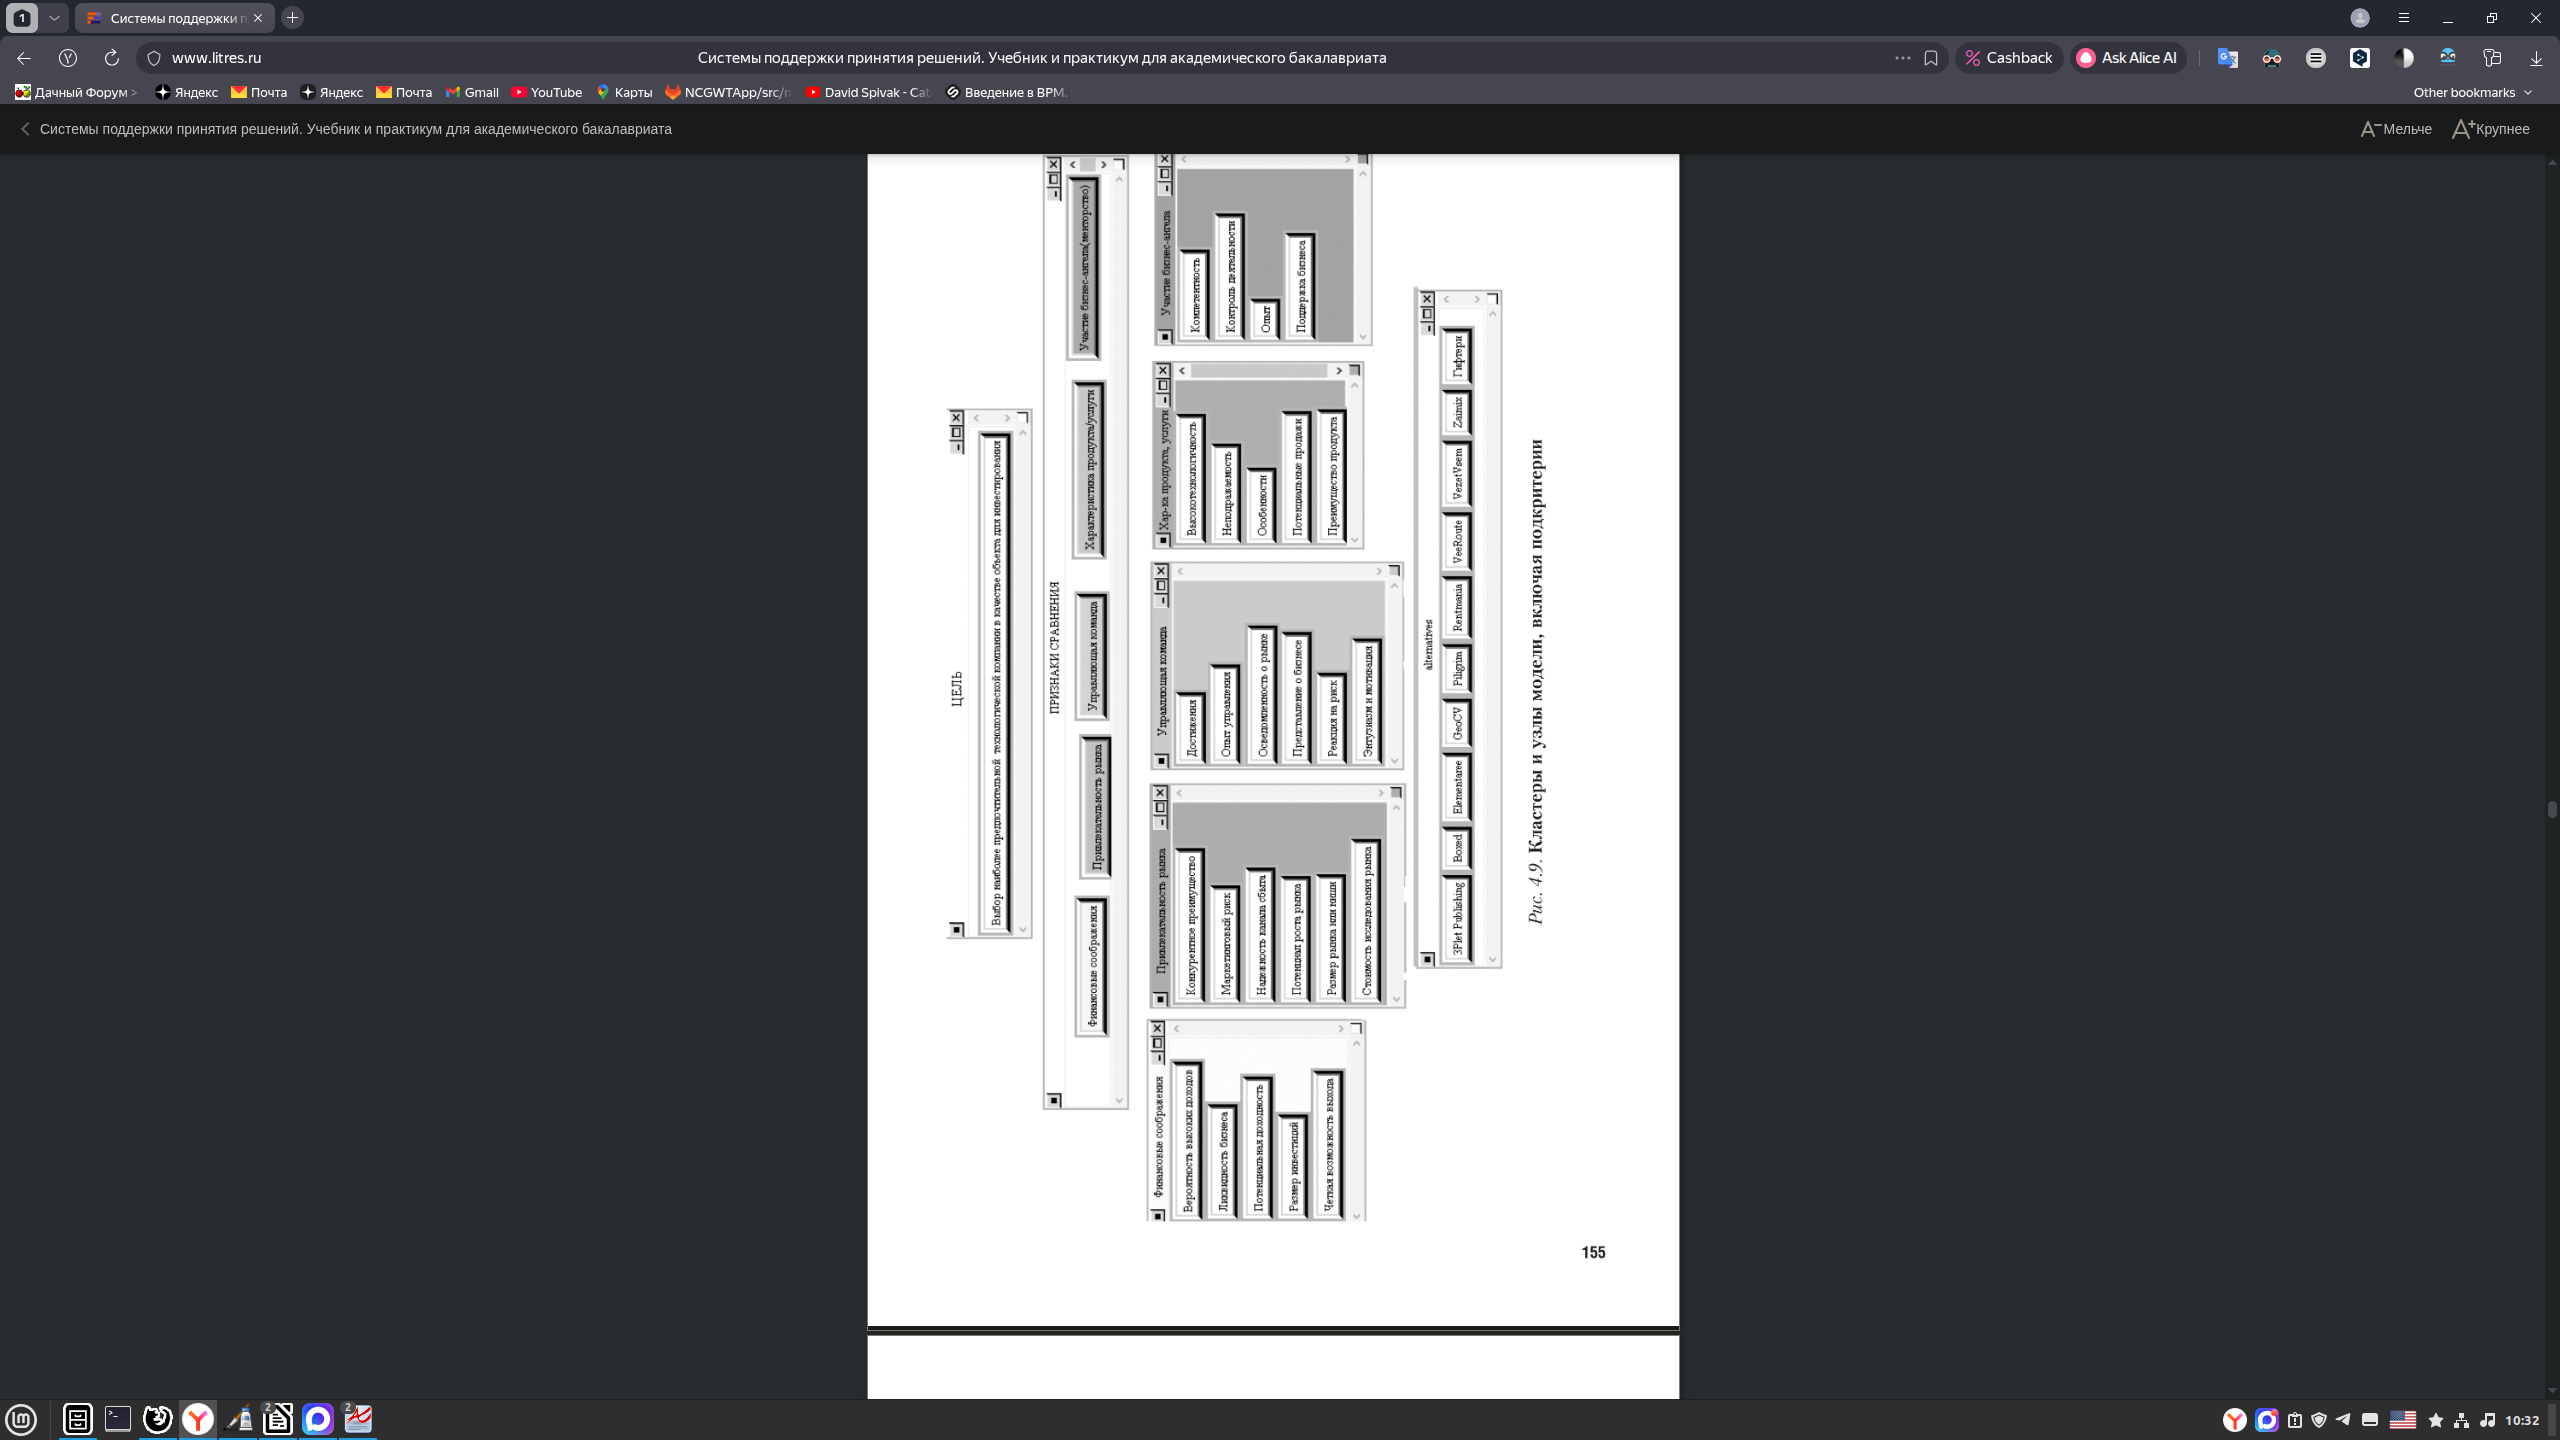 1
Системы поддержки п
www.litres.ru
Системы поддержки принятия решений. Учебник и практикум для академического бакалавриата
Cashback
Ask Alice AI
Дачный Форум >
Яндекс
Почта
Яндекс
Почта
Gmail
YouTube
Карты
NCGWTApp/src/
David Spivak - Cat
Введение в BPM.
Other bookmarks
Системы поддержки принятия решений. Учебник и практикум для академического бакалавриата
A− Мельче
A+ Крупнее
ЦЕЛЬ
Выбор наиболее предпочтительной технологической компании в качестве объекта для инвестирования
ПРИЗНАКИ СРАВНЕНИЯ
Финансовые сооbражения
Привлекательность рынка
Управляющая команда
Характеристика продукта/услуги
Участие бизнес-ангела(менторство)
Финансовые сооbражения
Вероятность высоких доходов
Ликвидность бизнеса
Потенциальная доходность
Размер инвестиций
Четкая возможность выхода
Привлекательность рынка
Конкурентное преимущество
Маркетинговый риск
Надежность канала сбыта
Потенциал роста рынка
Размер рынка или ниши
Стоимость исследования рынка
Управляющая команда
Достижения
Опыт управления
Осведомленность о рынке
Представление о бизнесе
Реакция на риск
Энтузиазм и мотивация
Хар-ка продукта, услуги
Высокотехнологичность
Неподражаемость
Особенности
Потенциальные продажи
Преимущество продукта
Участие бизнес-ангела
Компетентность
Контроль деятельности
Опыт
Поддержка бизнеса
alternatives
3Plet Publishing
Boxed
Elementaree
GeoCV
Piligrim
Rentmania
VeeRoute
VezetVsem
Zaimix
Гифтери
Рис. 4.9. Кластеры и узлы модели, включая подкритерии
155
2
2
10:32